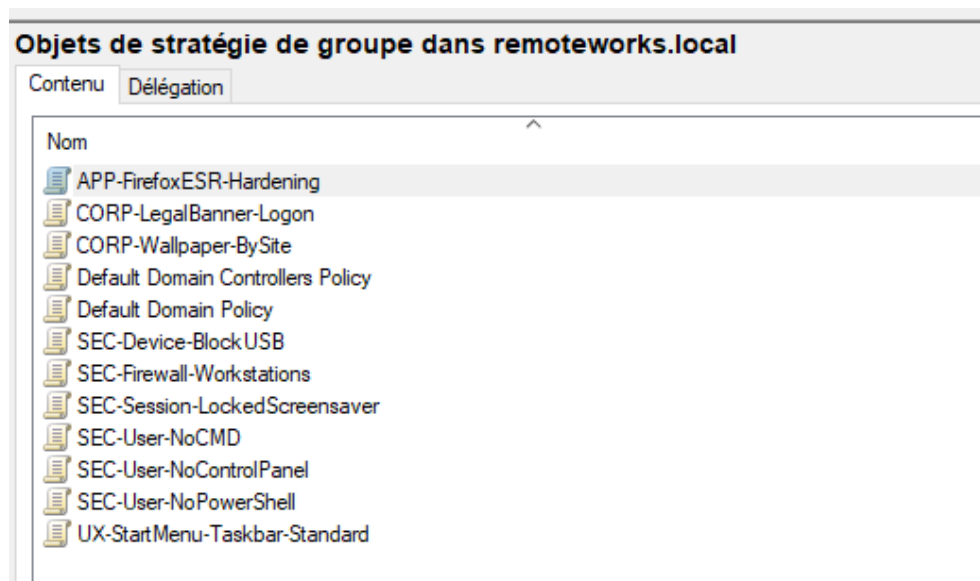 Objets de stratégie de groupe dans remoteworks.local
Contenu Délégation
Nom
APP-FirefoxESR-Hardening
CORP-LegalBanner-Logon
CORP-Wallpaper-BySite
Default Domain Controllers Policy
Default Domain Policy
SEC-Device-BlockUSB
SEC-Firewall-Workstations
SEC-Session-LockedScreensaver
SEC-User-NoCMD
SEC-User-NoControlPanel
SEC-User-NoPowerShell
UX-StartMenu-Taskbar-Standard